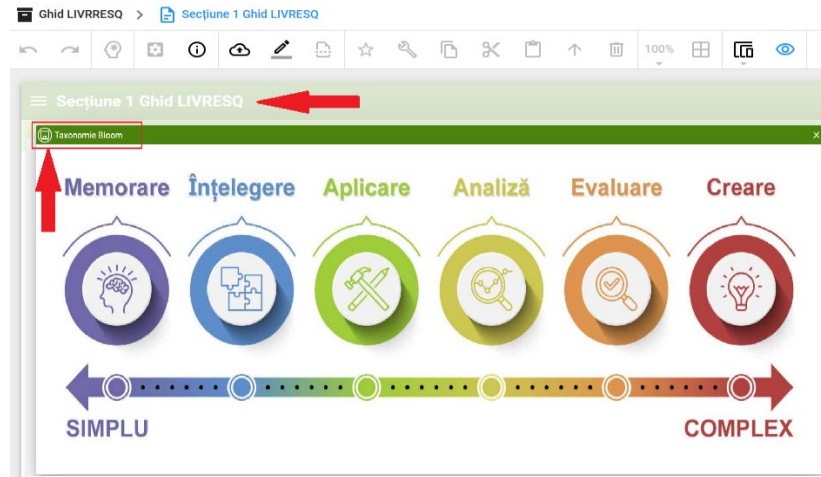 Ghid LIVRRESQ > Secțiune 1 Ghid LIVRESQ
100%
Secțiune 1 Ghid LIVRESQ
Taxonomie Bloom
Memorare Înțelegere Aplicare Analiză Evaluare Creare
SIMPLU COMPLEX